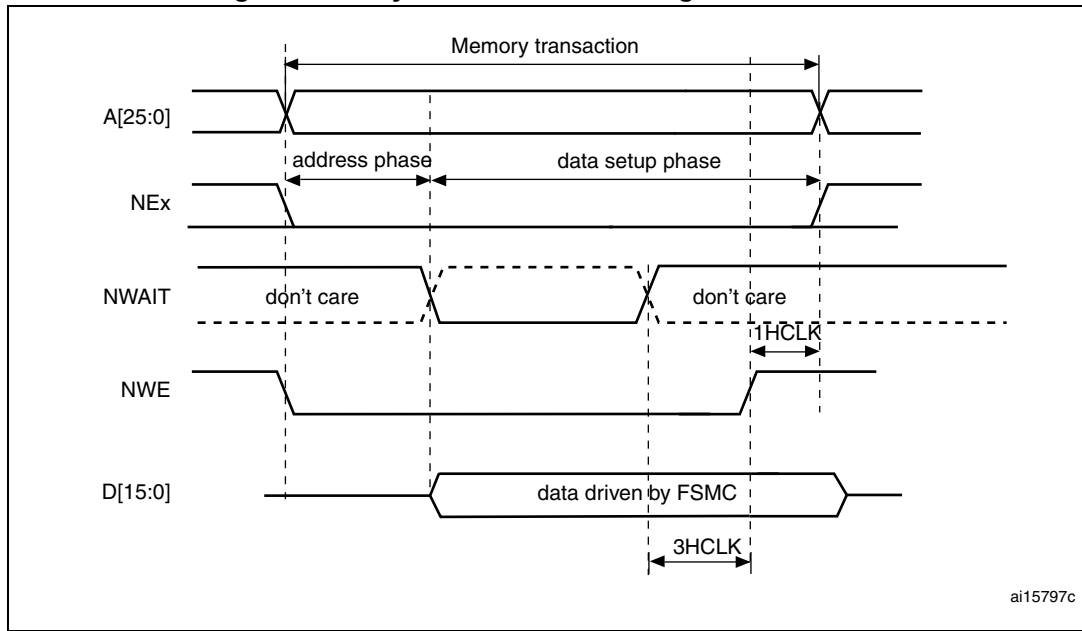 Memory transaction
A[25:0]
address phase
data setup phase
NEx
NWAIT
don't care
don't care
1HCLK
NWE
D[15:0]
data driven by FSMC
3HCLK
ai15797c